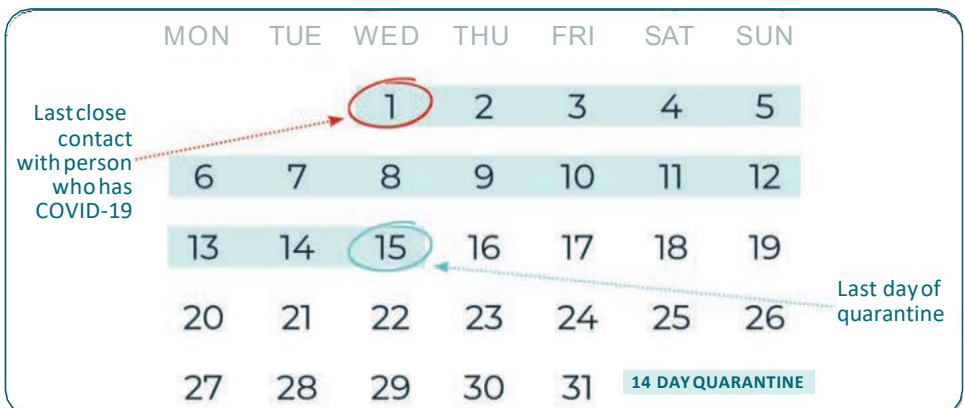 MON TUE WED THU FRI SAT SUN
Last close
contact
with person
who has
COVID-19
1 2 3 4 5
6 7 8 9 10 11 12
13 14 15 16 17 18 19
Last day of
quarantine
20 21 22 23 24 25 26
27 28 29 30 31
14 DAY QUARANTINE